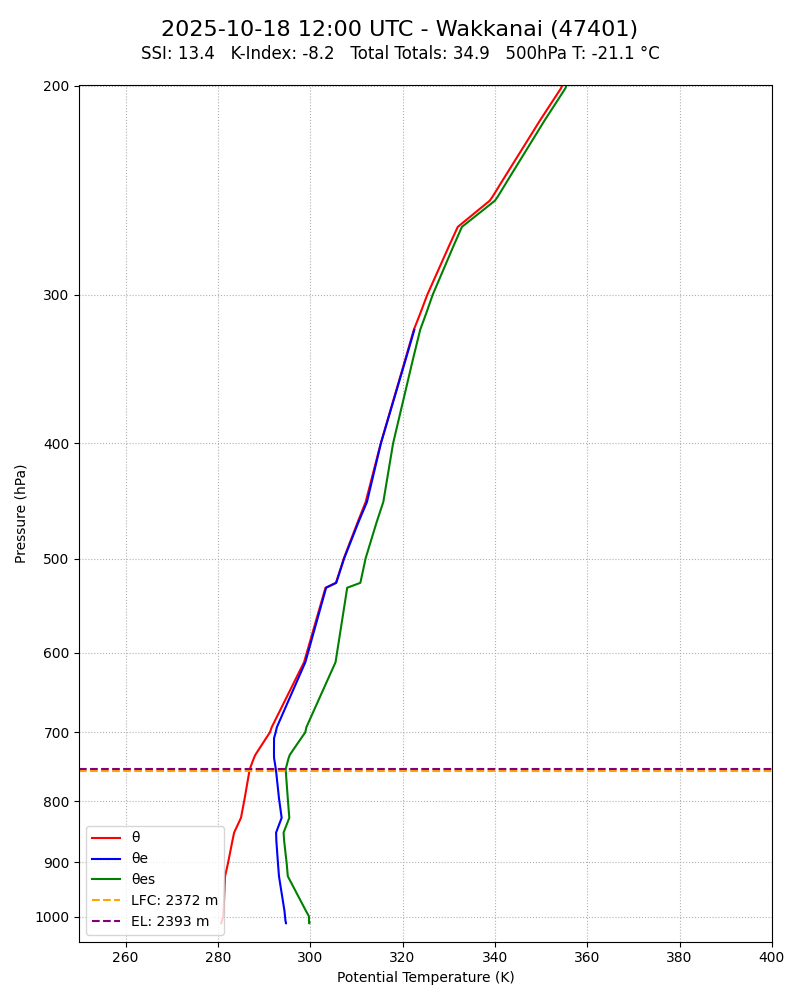 2025-10-18 12:00 UTC - Wakkanai (47401)
SSI: 13.4   K-Index: -8.2   Total Totals: 34.9   500hPa T: -21.1 °C
200
300
400
500
600
700
800
900
1000
Pressure (hPa)
θ
θe
θes
LFC: 2372 m
EL: 2393 m
260 280 300 320 340 360 380 400
Potential Temperature (K)